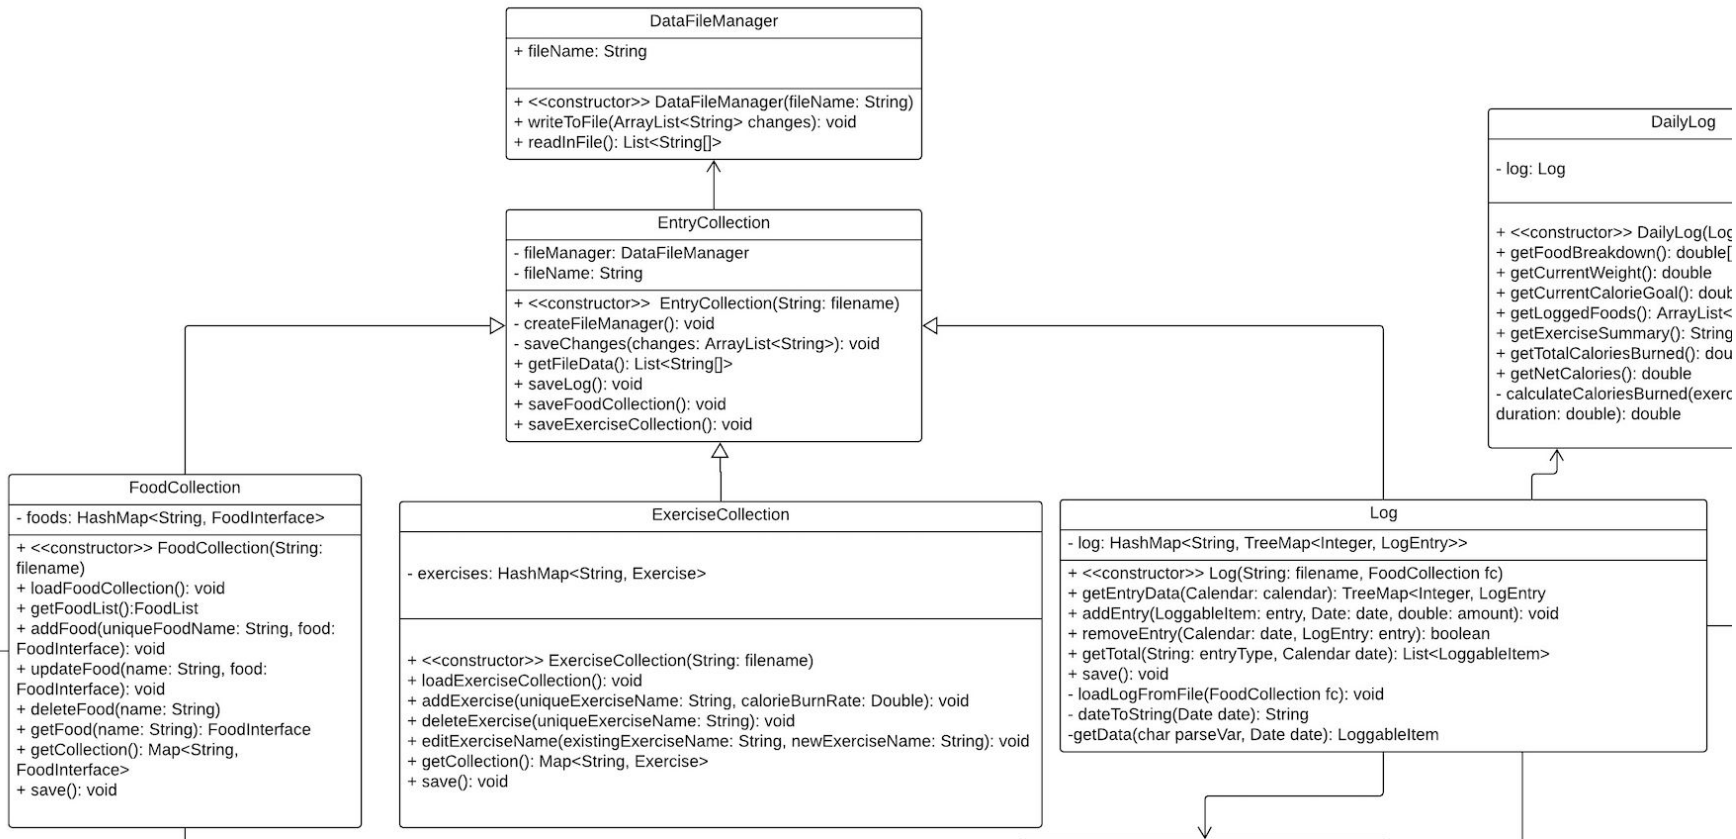 DataFileManager
+ fileName: String
+ <<constructor>> DataFileManager(fileName: String)
+ writeToFile(ArrayList<String> changes): void
+ readInFile(): List<String[]>
EntryCollection
- fileManager: DataFileManager
- fileName: String
+ <<constructor>> EntryCollection(String: filename)
- createFileManager(): void
- saveChanges(changes: ArrayList<String>): void
+ getFileData(): List<String[]>
+ saveLog(): void
+ saveFoodCollection(): void
+ saveExerciseCollection(): void
DailyLog
- log: Log
+ <<constructor>> DailyLog(Log
+ getFoodBreakdown(): double[
+ getCurrentWeight(): double
+ getCurrentCalorieGoal():
+ getLoggedFoods(): ArrayList<
+ getExerciseSummary(): String
+ getTotalCaloriesBurned():
+ getNetCalories(): double
- calculateCaloriesBurned(
duration: double): double
FoodCollection
- foods: HashMap<String, FoodInterface>
+ <<constructor>> FoodCollection(String:
filename)
+ loadFoodCollection(): void
+ getFoodList():FoodList
+ addFood(uniqueFoodName: String, food:
FoodInterface): void
+ updateFood(name: String, food:
FoodInterface): void
+ deleteFood(name: String)
+ getFood(name: String): FoodInterface
+ getCollection(): Map<String,
FoodInterface>
+ save(): void
ExerciseCollection
- exercises: HashMap<String, Exercise>
+ <<constructor>> ExerciseCollection(String: filename)
+ loadExerciseCollection(): void
+ addExercise(uniqueExerciseName: String, calorieBurnRate: Double): void
+ deleteExercise(uniqueExerciseName: String): void
+ editExerciseName(existingExerciseName: String, newExerciseName: String): void
+ getCollection(): Map<String, Exercise>
+ save(): void
Log
- log: HashMap<String, TreeMap<Integer, LogEntry>>
+ <<constructor>> Log(String: filename, FoodCollection fc)
+ getEntryData(Calendar: calendar): TreeMap<Integer, LogEntry
+ addEntry(LoggableItem: entry, Date: date, double: amount): void
+ removeEntry(Calendar: date, LogEntry: entry): boolean
+ getTotal(String: entryType, Calendar date): List<LoggableItem>
+ save(): void
- loadLogFromFile(FoodCollection fc): void
- dateToString(Date date): String
-getData(char parseVar, Date date): LoggableItem